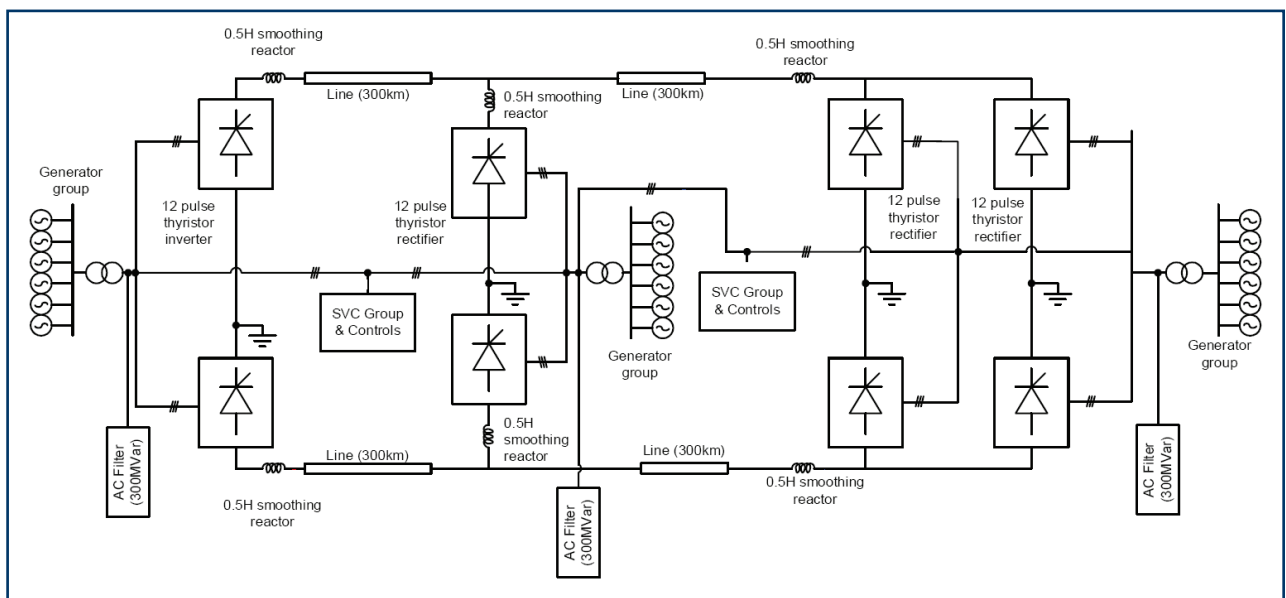 0.5H smoothing
reactor
Line (300km)
0.5H smoothing
reactor
Line (300km)
0.5H smoothing
reactor
Generator
group
12 pulse
thyristor
inverter
12 pulse
thyristor
rectifier
SVC Group
& Controls
Generator
group
SVC Group
& Controls
12 pulse
thyristor
rectifier
12 pulse
thyristor
rectifier
Generator
group
AC Filter
(300MVar)
Line (300km)
0.5H smoothing
reactor
0.5H
smoothing
reactor
AC Filter
(300MVar)
Line (300km)
0.5H smoothing
reactor
AC Filter
(300MVar)